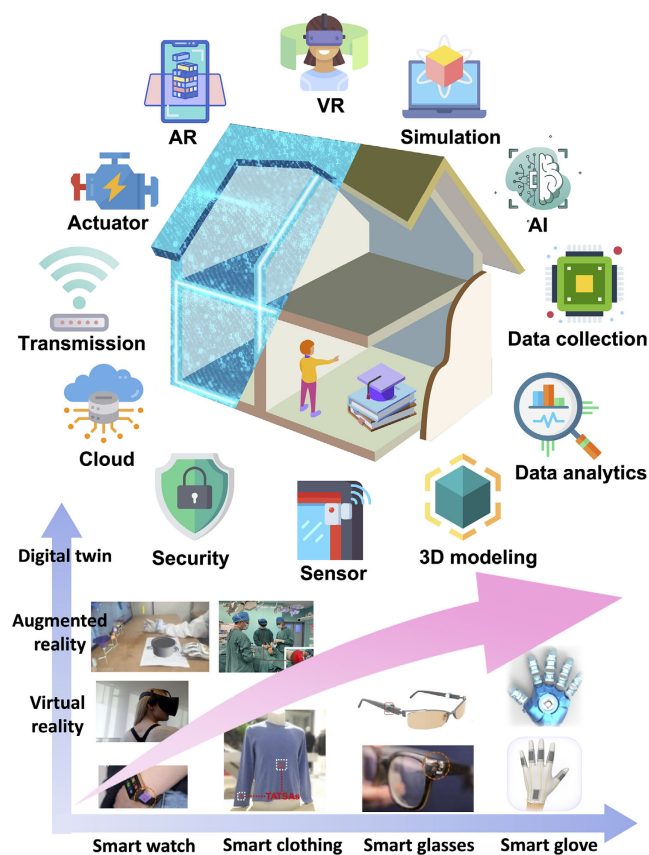 VR
AR
Simulation
Actuator
AI
Transmission
Data collection
Cloud
Data analytics
Security
Sensor
3D modeling
Digital twin
Augmented
reality
Virtual
reality
TATSAs
Smart watch
Smart clothing
Smart glasses
Smart glove